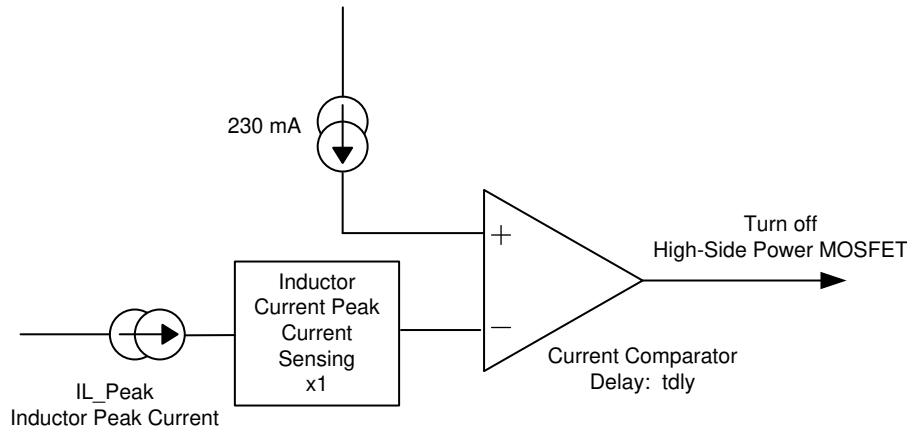 230 mA
+
Turn off
High-Side Power MOSFET
Inductor
Current Peak
Current
Sensing
x1
−
Current Comparator
Delay: tdly
IL_Peak
Inductor Peak Current